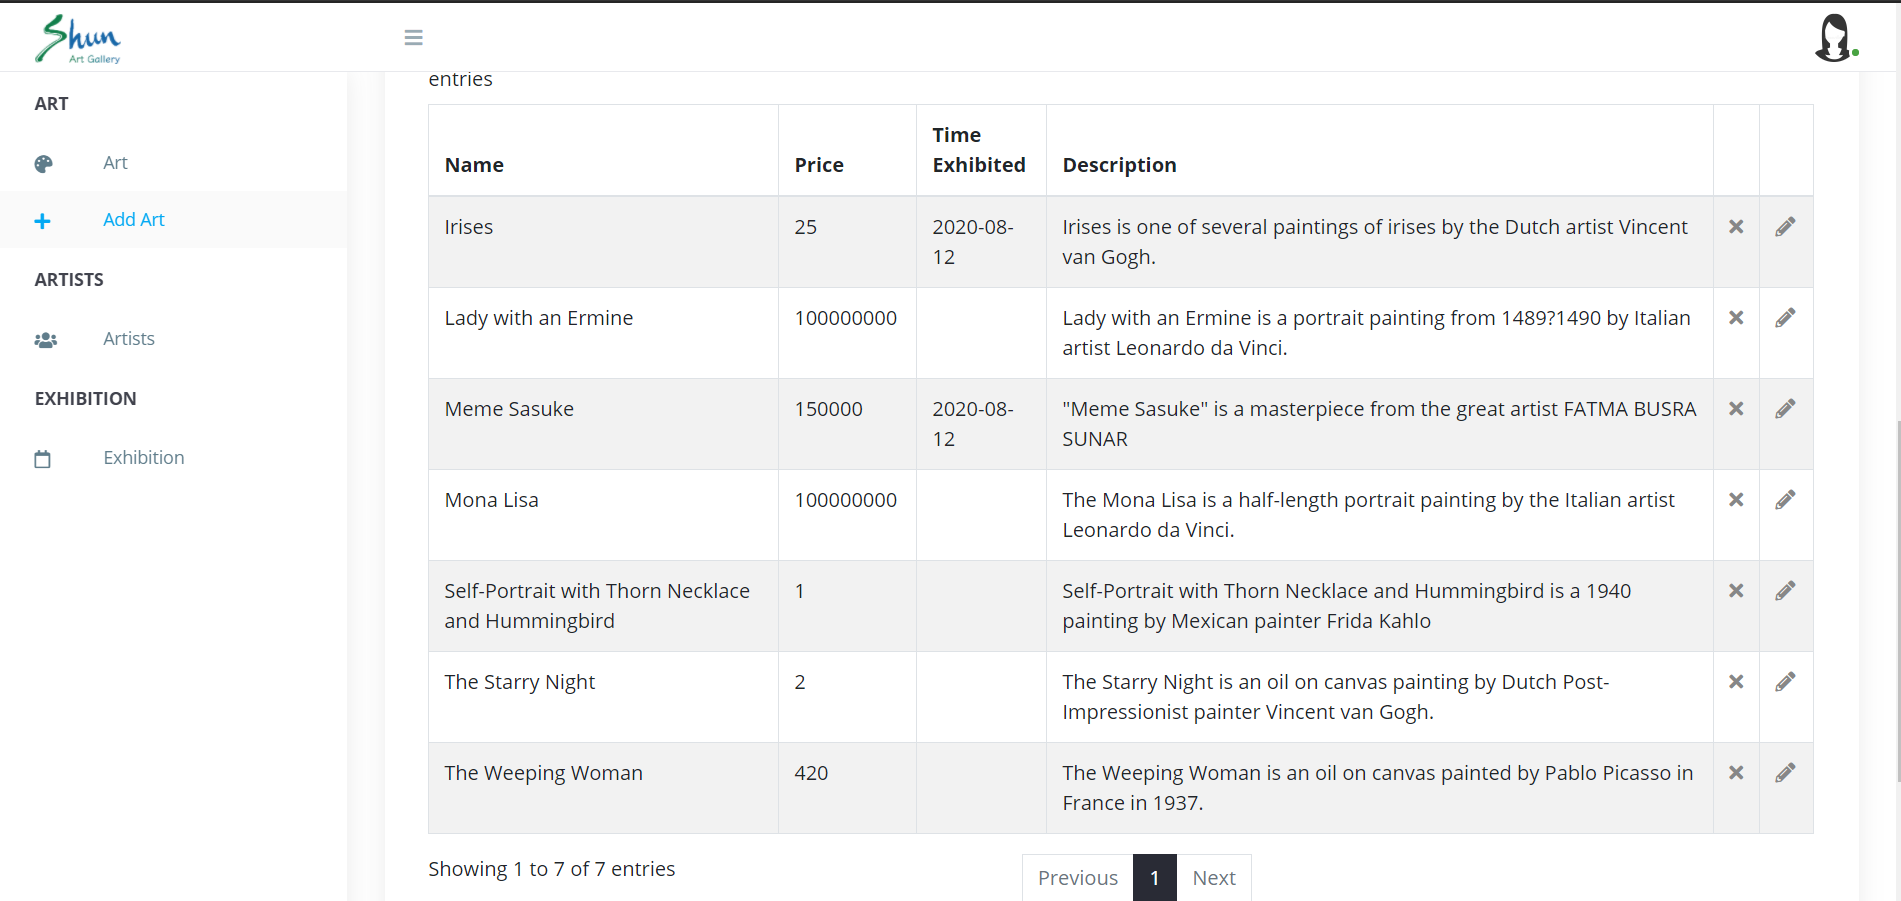 Shun
Art Gallery
ART
Art
Add Art
ARTISTS
Artists
EXHIBITION
Exhibition
entries
Name
Price
Time
Exhibited
Description
Irises
25
2020-08-
12
Irises is one of several paintings of irises by the Dutch artist Vincent
van Gogh.
Lady with an Ermine
100000000
Lady with an Ermine is a portrait painting from 1489?1490 by Italian
artist Leonardo da Vinci.
Meme Sasuke
150000
2020-08-
12
"Meme Sasuke" is a masterpiece from the great artist FATMA BUSRA
SUNAR
Mona Lisa
100000000
The Mona Lisa is a half-length portrait painting by the Italian artist
Leonardo da Vinci.
Self-Portrait with Thorn Necklace
and Hummingbird
1
Self-Portrait with Thorn Necklace and Hummingbird is a 1940
painting by Mexican painter Frida Kahlo
The Starry Night
2
The Starry Night is an oil on canvas painting by Dutch Post-
Impressionist painter Vincent van Gogh.
The Weeping Woman
420
The Weeping Woman is an oil on canvas painted by Pablo Picasso in
France in 1937.
Showing 1 to 7 of 7 entries
Previous 1 Next